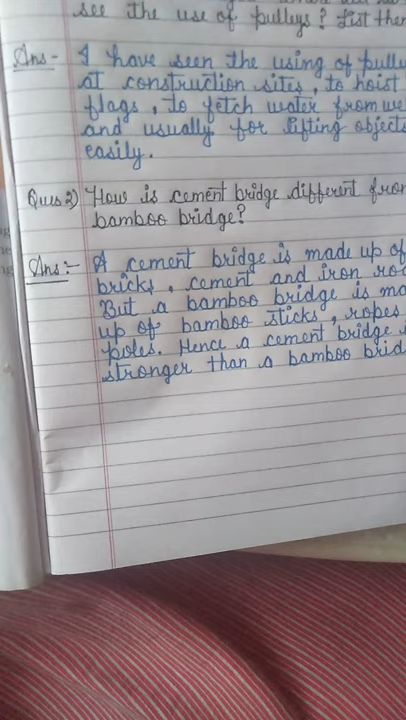 see the use of pulleys? List them
Ans- I have seen the using of pulle
at construction sites, to hoist
flags, to fetch water from we
and usually for lifting objects
easily.
Ques 2) How is cement bridge different from
bamboo bridge?
Ans:- A cement bridge is made up of
bricks, cement and iron rod
But a bamboo bridge is ma
up of bamboo sticks, ropes
poles. Hence a cement bridge
stronger than a bamboo brid